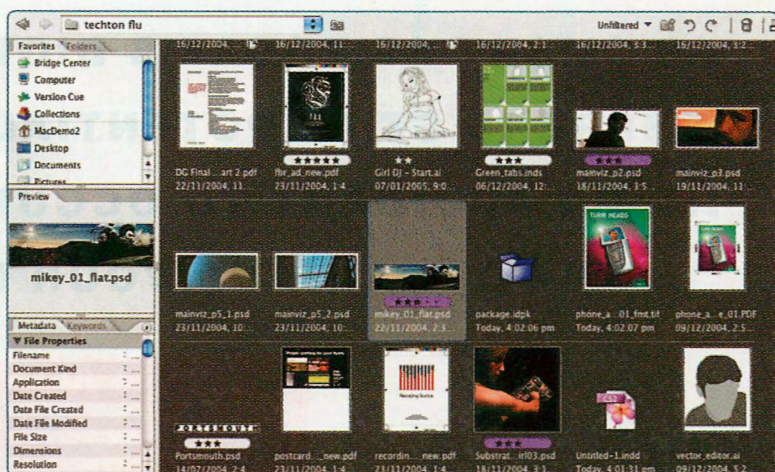 techton flu
Unfiltered
Favorites Folders
Bridge Center
Computer
Version Cue
Collections
MacDemo2
Desktop
Documents
Pictures
Preview
mikey_01_flat.psd
Metadata Keywords
File Properties
Filename
Document Kind
Application
Date Created
Date File Created
Date File Modified
File Size
Dimensions
Resolution
16/12/2004, ... 16/12/2004, 11: 16/12/2004, ... 16/12/2004, 2:1... 16/12/2004, 3:3... 16/12/2004, 3:2...
DG Final ...art 2.pdf fbr_ad_new.pdf Girl DJ - Start.ai Green_tabs.indd mainviz_p2.psd mainviz_p3.psd
22/11/2004, 11... 23/11/2004, 1:4... 07/01/2005, 9:0... 06/12/2004, 12:... 18/11/2004, 3:5... 19/11/2004, 11:...
TURN HEADS
mainviz_p5_1.psd mainviz_p5_2.psd mikey_01_flat.psd package.idpk phone_a...01_fmt.tif phone_a...e_01.PDF
23/11/2004, 10:... 23/11/2004, 10:... 22/11/2004, 2:3... Today, 4:02:06 pm Today, 4:02:07 pm 09/12/2004, 2:5...
PORTSMOUTH
CS2
Portsmouth.psd postcard..._new.pdf recordin..._new.pdf Substrat...irl03.psd Untitled-1.indd vector_editor.ai
14/07/2004, 2:4... 23/11/2004, 1:4... 23/11/2004, 1:4... 18/11/2004, 3:1... Today, 4:01:31 pm 09/12/2004, 5:2...